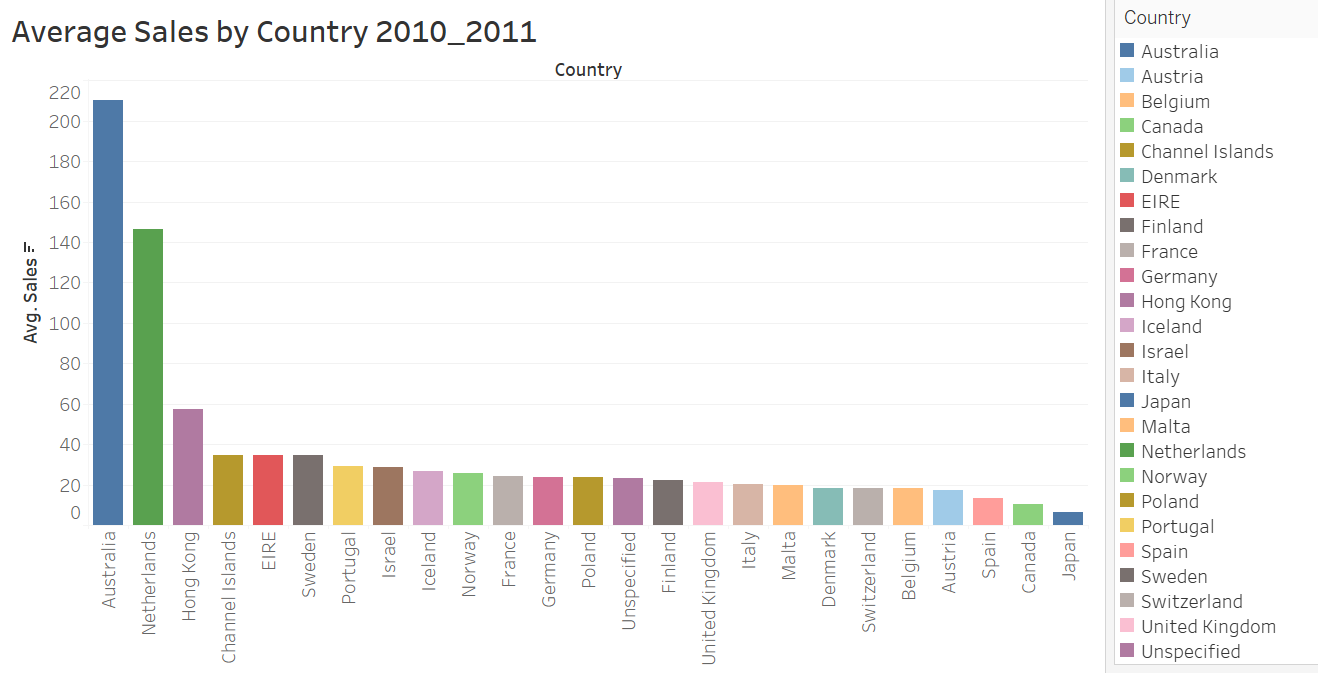 Average Sales by Country 2010_2011
Country
Avg. Sales
220
200
180
160
140
120
100
80
60
40
20
0
Australia
Netherlands
Hong Kong
Channel Islands
EIRE
Sweden
Portugal
Israel
Iceland
Norway
France
Germany
Poland
Unspecified
Finland
United Kingdom
Italy
Malta
Denmark
Switzerland
Belgium
Austria
Spain
Canada
Japan
Country
Australia
Austria
Belgium
Canada
Channel Islands
Denmark
EIRE
Finland
France
Germany
Hong Kong
Iceland
Israel
Italy
Japan
Malta
Netherlands
Norway
Poland
Portugal
Spain
Sweden
Switzerland
United Kingdom
Unspecified